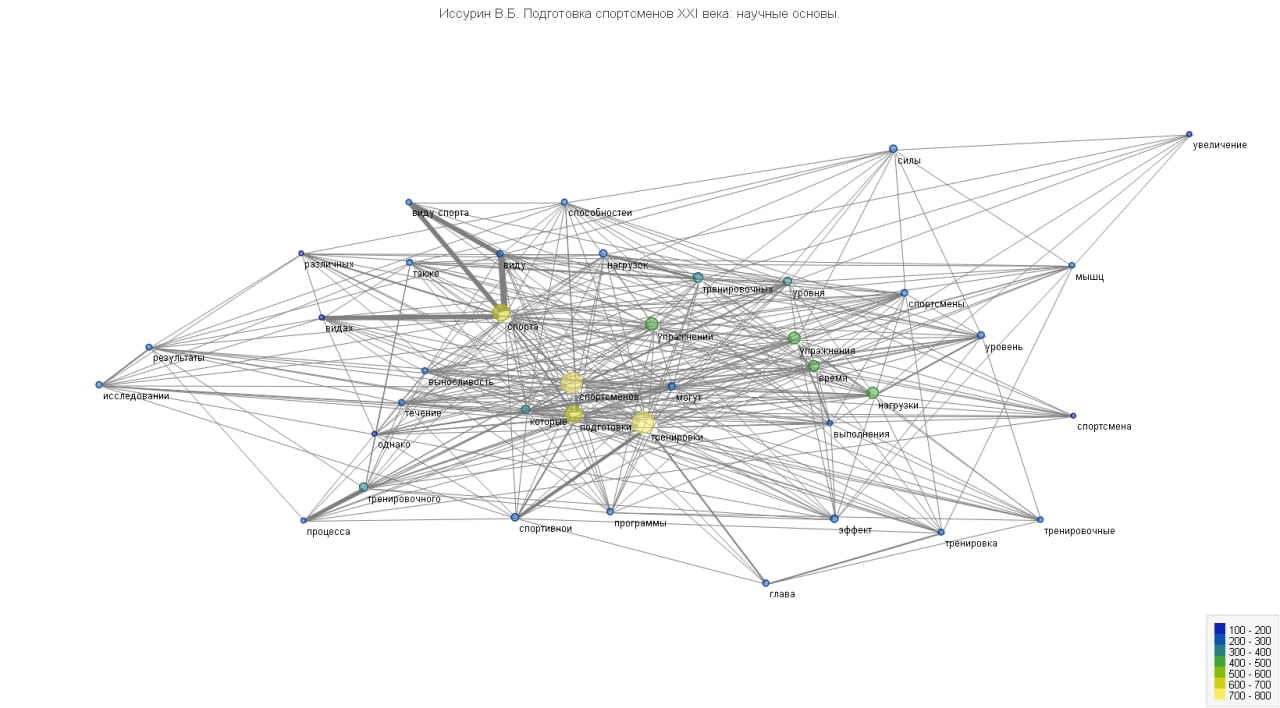 Иссурин В.Б. Подготовка спортсменов XXI века: научные основы.
увеличение
силы
виду спорта
способностеи
различных
также
виду
нагрузок
мышц
тренировочных
уровня
спортсмены
видах
спорта
упражнении
упражнения
уровень
результаты
время
выносливость
исследовании
спортсменов
могут
нагрузки
течение
которые
подготовки
тренировки
выполнения
спортсмена
однако
тренировочного
процесса
спортивнои
программы
эффект
тренировка
тренировочные
глава
100 - 200
200 - 300
300 - 400
400 - 500
500 - 600
600 - 700
700 - 800